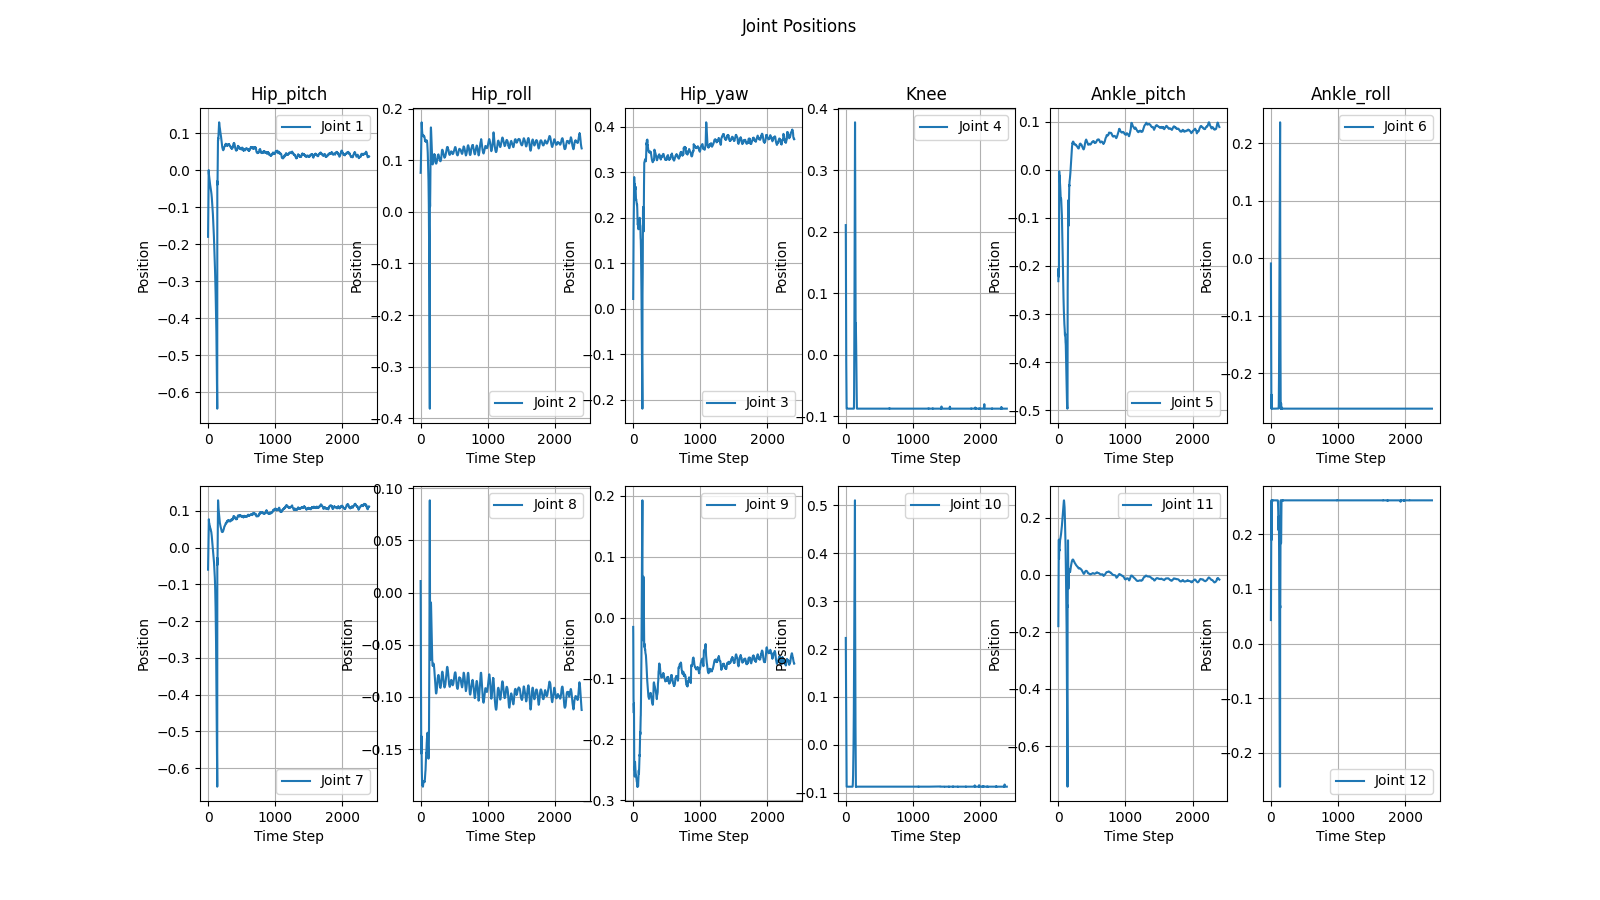 Joint Positions
Hip_pitch Hip_roll Hip_yaw Knee Ankle_pitch Ankle_roll
Position
0.1
0.0
−0.1
−0.2
−0.3
−0.4
−0.5
−0.6
Joint 1
0 1000 2000
Time Step
Position
0.2
0.1
0.0
−0.1
−0.2
−0.3
−0.4
Joint 2
0 1000 2000
Time Step
Position
0.4
0.3
0.2
0.1
0.0
−0.1
−0.2
Joint 3
0 1000 2000
Time Step
Position
0.4
0.3
0.2
0.1
0.0
−0.1
Joint 4
0 1000 2000
Time Step
Position
0.1
0.0
−0.1
−0.2
−0.3
−0.4
−0.5
Joint 5
0 1000 2000
Time Step
Position
0.2
0.1
0.0
−0.1
−0.2
Joint 6
0 1000 2000
Time Step
Position
0.1
0.0
−0.1
−0.2
−0.3
−0.4
−0.5
−0.6
Joint 7
0 1000 2000
Time Step
Position
0.10
0.05
0.00
−0.05
−0.10
−0.15
Joint 8
0 1000 2000
Time Step
Position
0.2
0.1
0.0
−0.1
−0.2
−0.3
Joint 9
0 1000 2000
Time Step
Position
0.5
0.4
0.3
0.2
0.1
0.0
−0.1
Joint 10
0 1000 2000
Time Step
Position
0.2
0.0
−0.2
−0.4
−0.6
Joint 11
0 1000 2000
Time Step
Position
0.2
0.1
0.0
−0.1
−0.2
Joint 12
0 1000 2000
Time Step